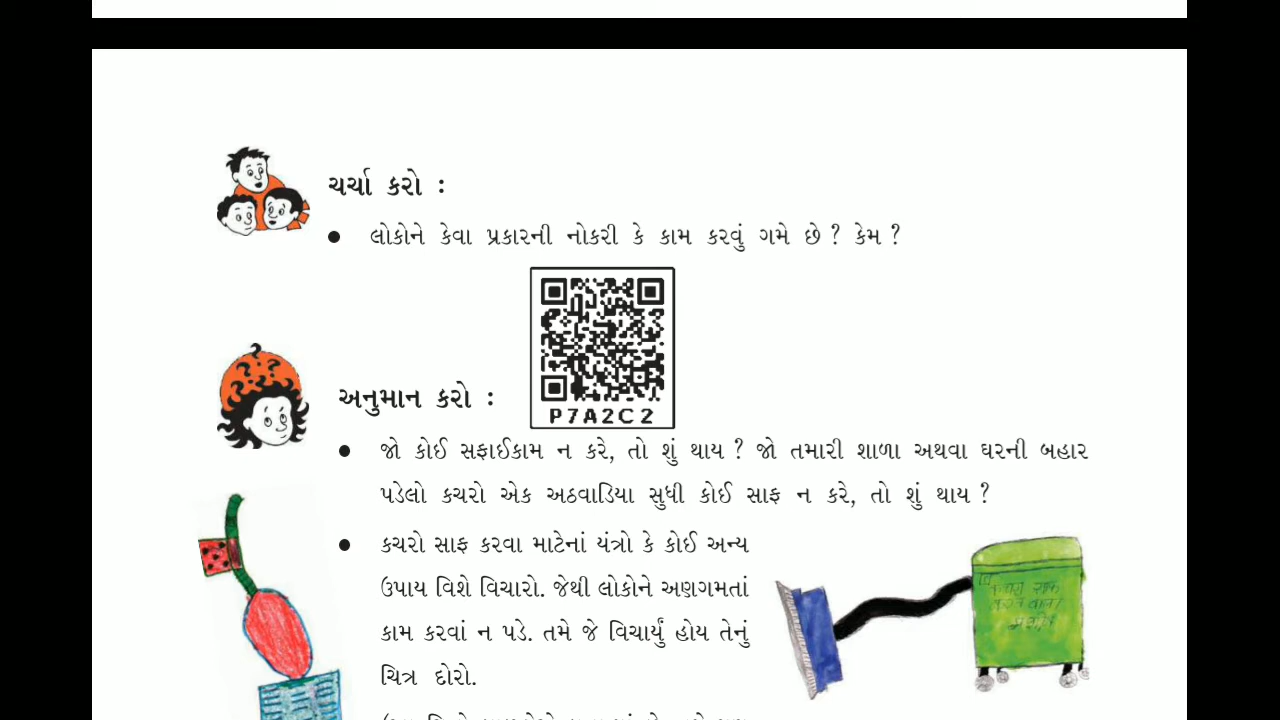 ચર્ચા કરો :
● લોકોને કેવા પ્રકારની નોકરી કે કામ કરવું ગમે છે ? કેમ ?
P7A2C2
અનુમાન કરો :
● જો કોઈ સફાઈકામ ન કરે, તો શું થાય ? જો તમારી શાળા અથવા ઘરની બહાર
પડેલો કચરો એક અઠવાડિયા સુધી કોઈ સાફ ન કરે, તો શું થાય ?
● કચરો સાફ કરવા માટેનાં યંત્રો કે કોઈ અન્ય
ઉપાય વિશે વિચારો. જેથી લોકોને અણગમતાં
કામ કરવાં ન પડે. તમે જે વિચાર્યું હોય તેનું
ચિત્ર દોરો.